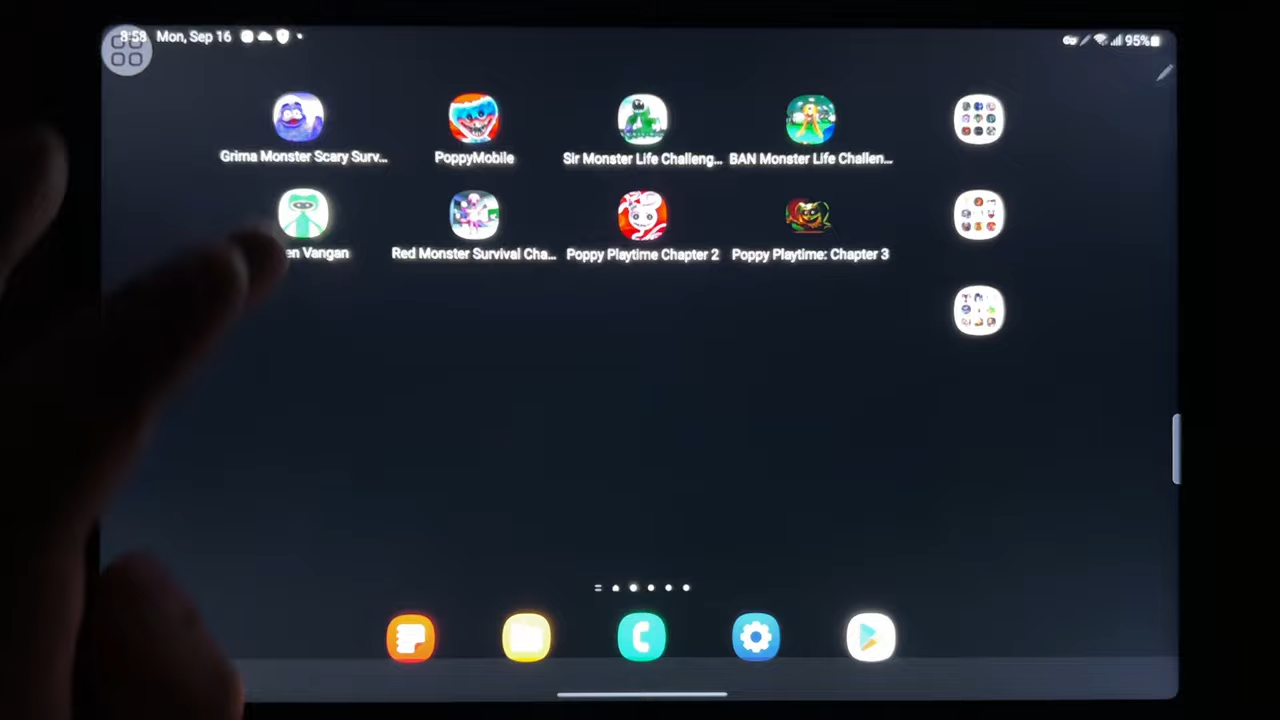 8:58 Mon, Sep 16
95%
Grima Monster Scary Surv...
PoppyMobile
Sir Monster Life Challeng...
BAN Monster Life Challen...
en Vangan
Red Monster Survival Cha...
Poppy Playtime Chapter 2
Poppy Playtime: Chapter 3